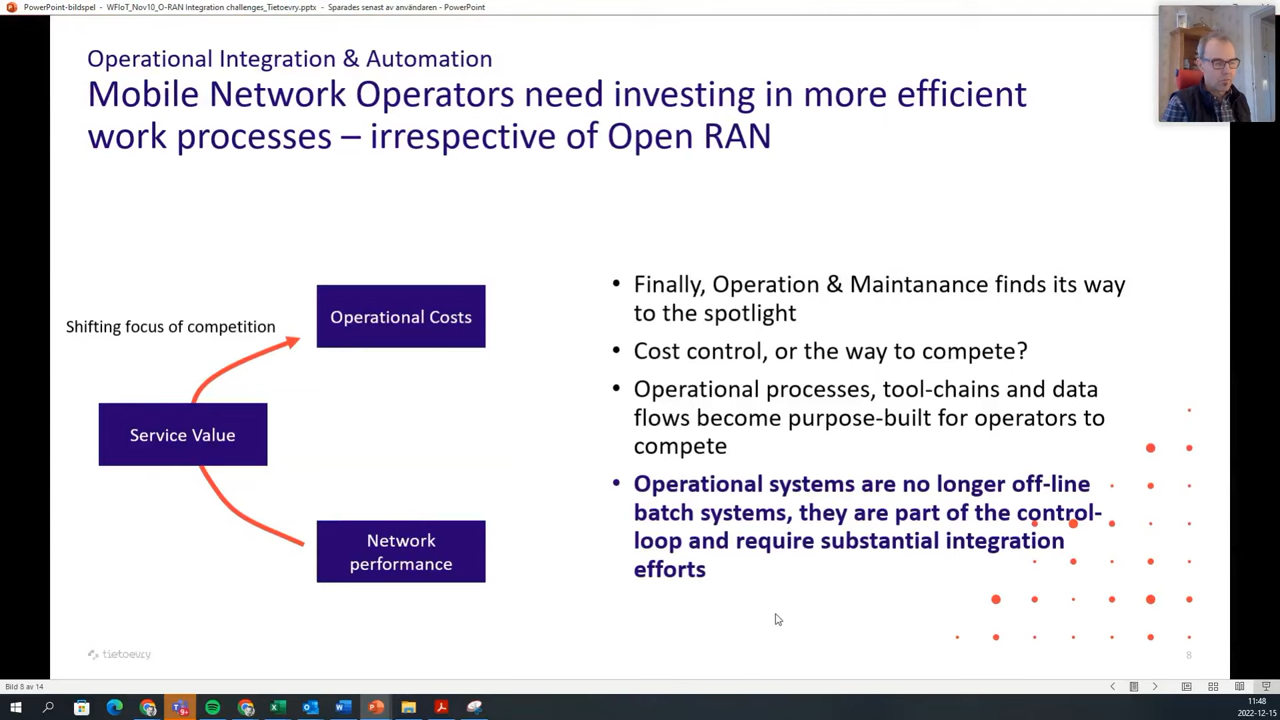 PowerPoint-bildspel - WFIoT_Nov10_O-RAN Integration challenges_Tietoevry.pptx - Sparades senast av användaren - PowerPoint
Operational Integration & Automation
Mobile Network Operators need investing in more efficient
work processes – irrespective of Open RAN
Shifting focus of competition
Operational Costs
Service Value
Network
performance
• Finally, Operation & Maintanance finds its way
to the spotlight
• Cost control, or the way to compete?
• Operational processes, tool-chains and data
flows become purpose-built for operators to
compete
• Operational systems are no longer off-line
batch systems, they are part of the control-
loop and require substantial integration
efforts
tietoevry
8
Bild 8 av 14
11:48
2022-12-15